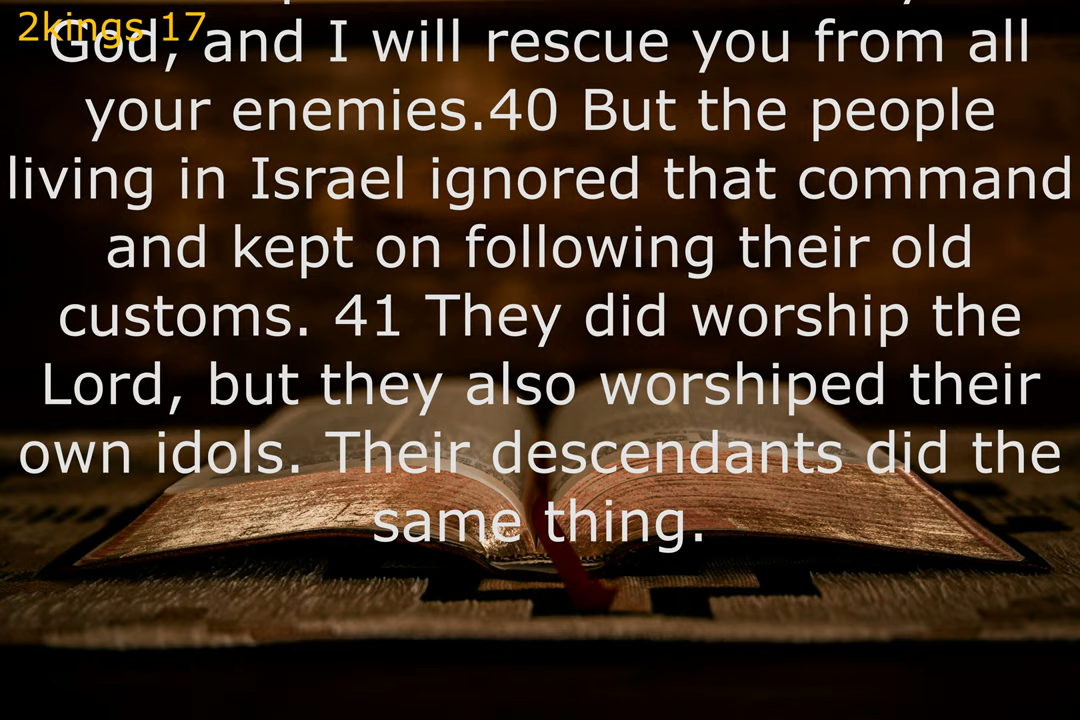 2kings 17
God, and I will rescue you from all
your enemies.40 But the people
living in Israel ignored that command
and kept on following their old
customs. 41 They did worship the
Lord, but they also worshiped their
own idols. Their descendants did the
same thing.